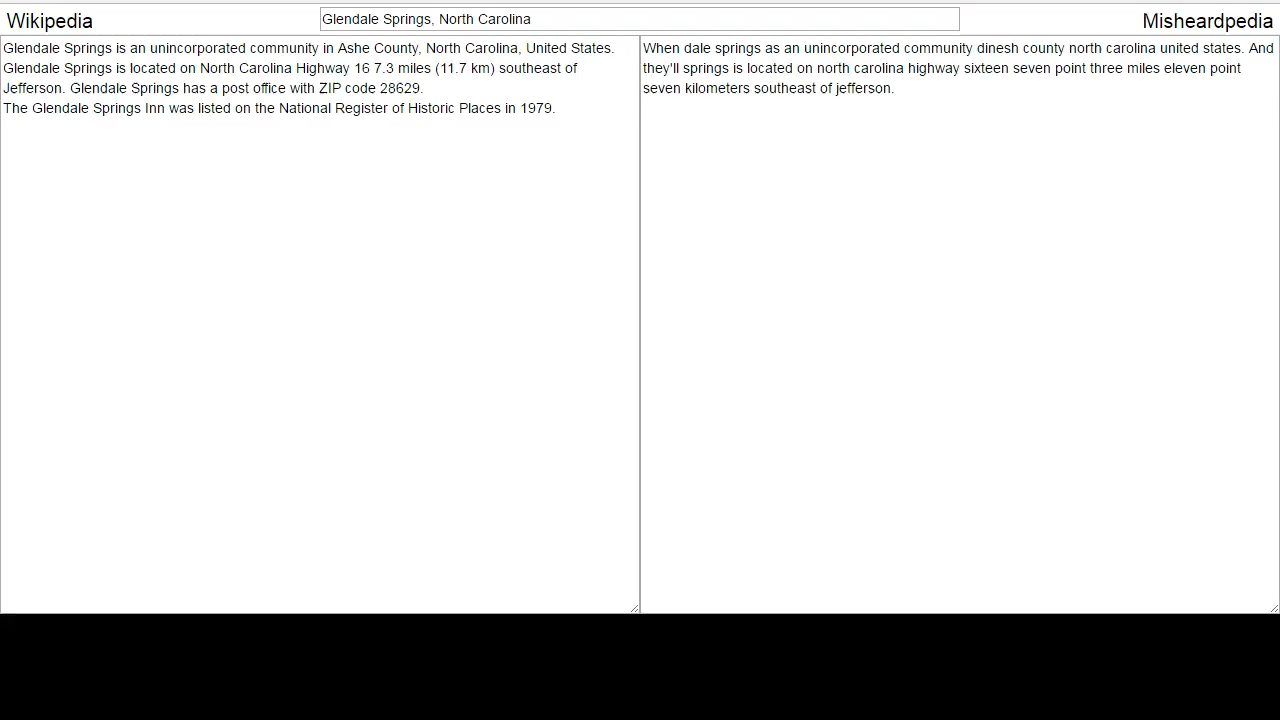 Wikipedia
Glendale Springs, North Carolina
Misheardpedia
Glendale Springs is an unincorporated community in Ashe County, North Carolina, United States.
Glendale Springs is located on North Carolina Highway 16 7.3 miles (11.7 km) southeast of
Jefferson. Glendale Springs has a post office with ZIP code 28629.
The Glendale Springs Inn was listed on the National Register of Historic Places in 1979.
When dale springs as an unincorporated community dinesh county north carolina united states. And
they'll springs is located on north carolina highway sixteen seven point three miles eleven point
seven kilometers southeast of jefferson.